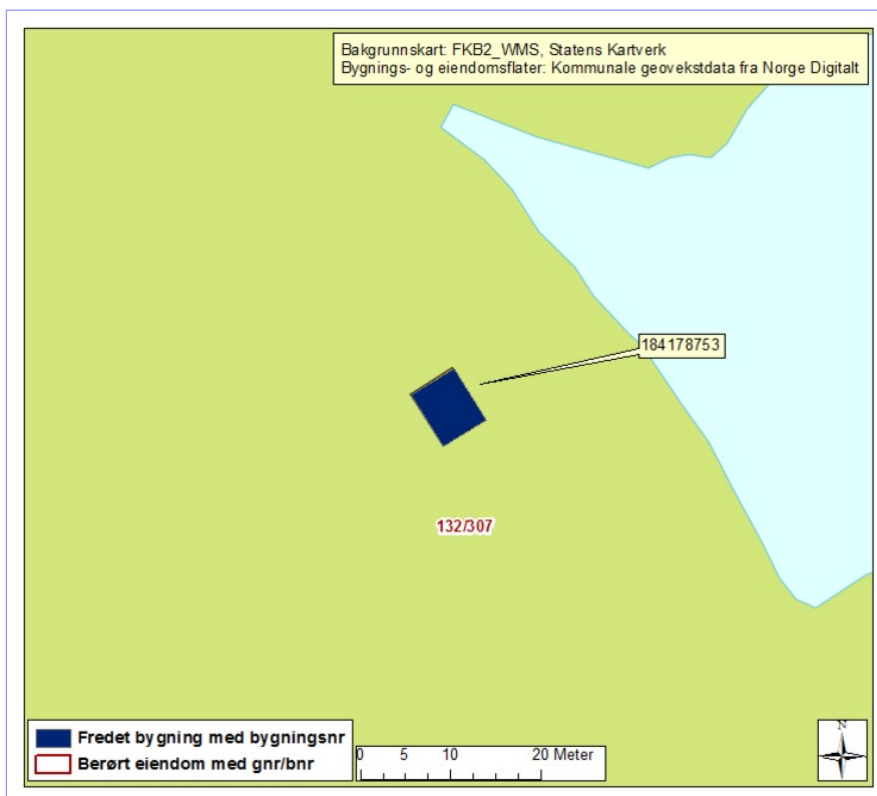 Bakgrunnskart: FKB2_WMS, Statens Kartverk
Bygnings- og eiendomsflater: Kommunale geovekstdata fra Norge Digitalt
184178753
132/307
Fredet bygning med bygningsnr
Berørt eiendom med gnr/bnr
0 5 10 20 Meter
N